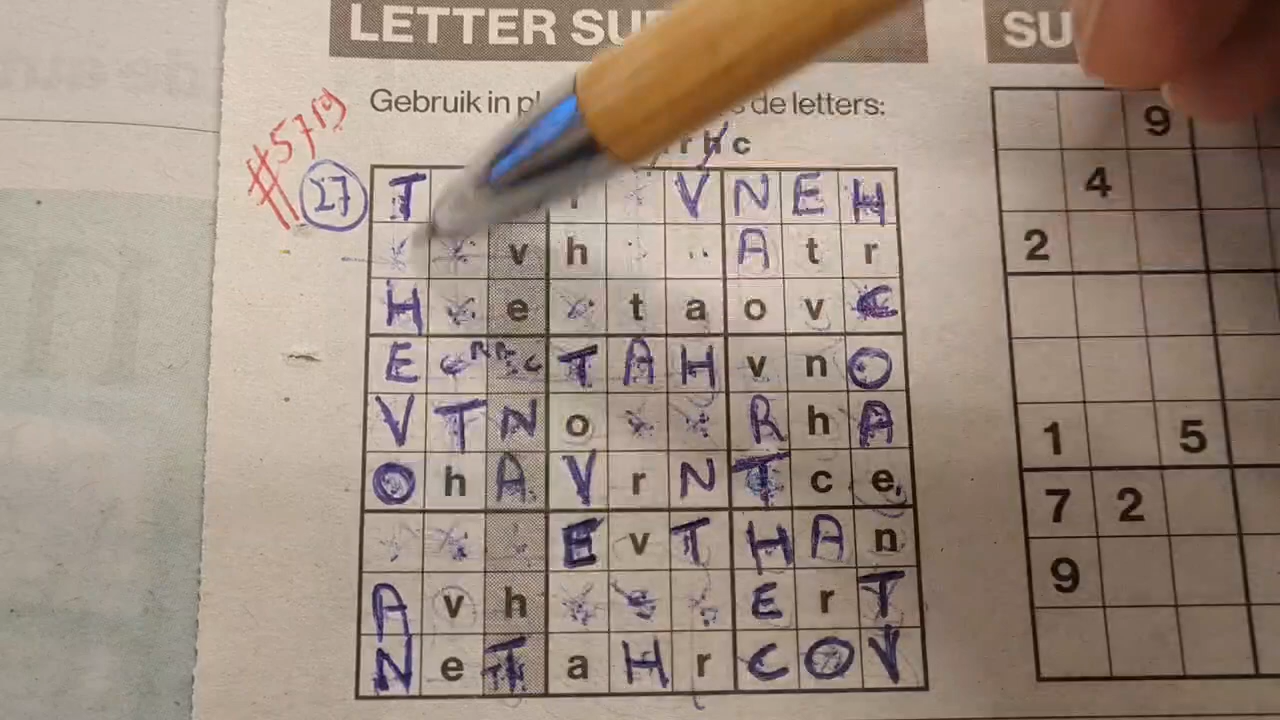 LETTER SU
SU
Gebruik in pl de letters:
r h c
#5719
27
T V N E H
v h A t r
H e t a o v C
E T A H v n O
V T N o R h A
O h A V r N T c e
E v T H A n
A v h E r T
N e T a H r C O V
9
4
2
1 5
7 2
9